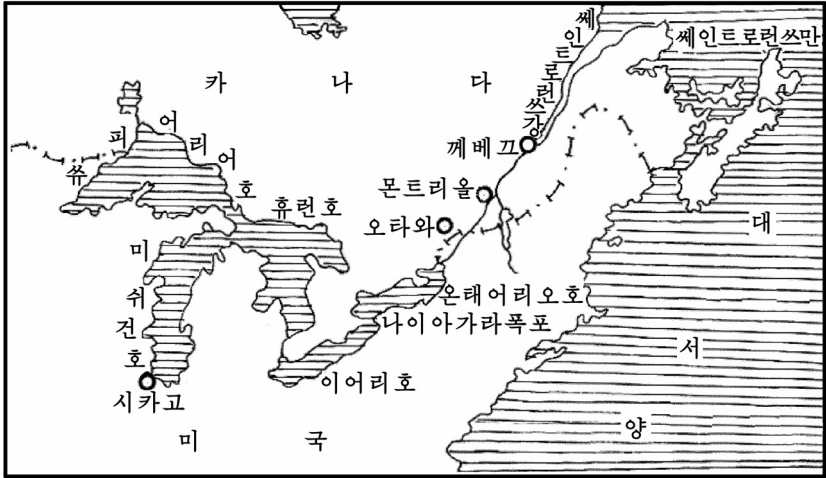 카나다
쎄인트로런쓰강
쎄인트로런쓰만
쓔피어리어호
께베끄
몬트리올
오타와
휴런호
미쉬건호
온태어리오호
나이아가라폭포
이어리호
시카고
미국
대서양